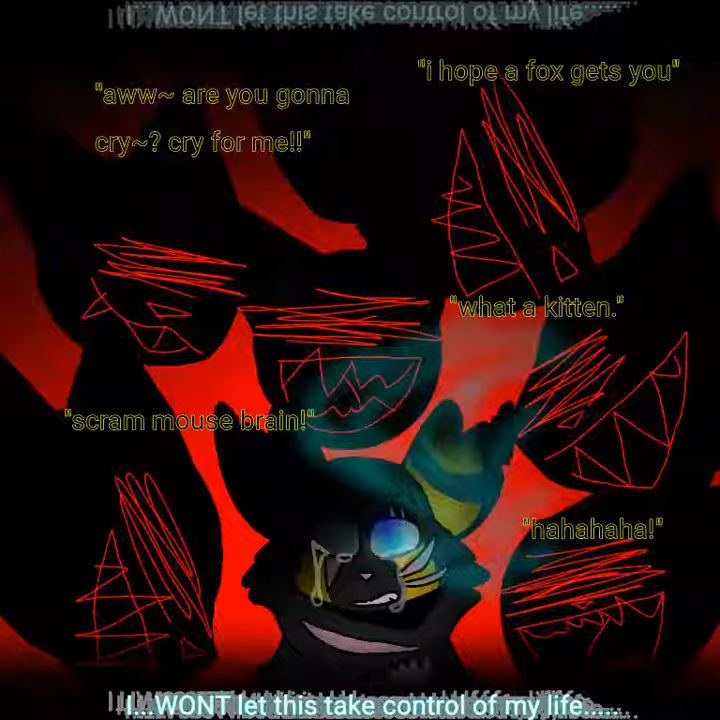 I...WONT let this take control of my life.....
"i hope a fox gets you"
"aww~ are you gonna
cry~? cry for me!!"
"what a kitten."
"scram mouse brain!"
"hahahaha!"
I...WONT let this take control of my life.....